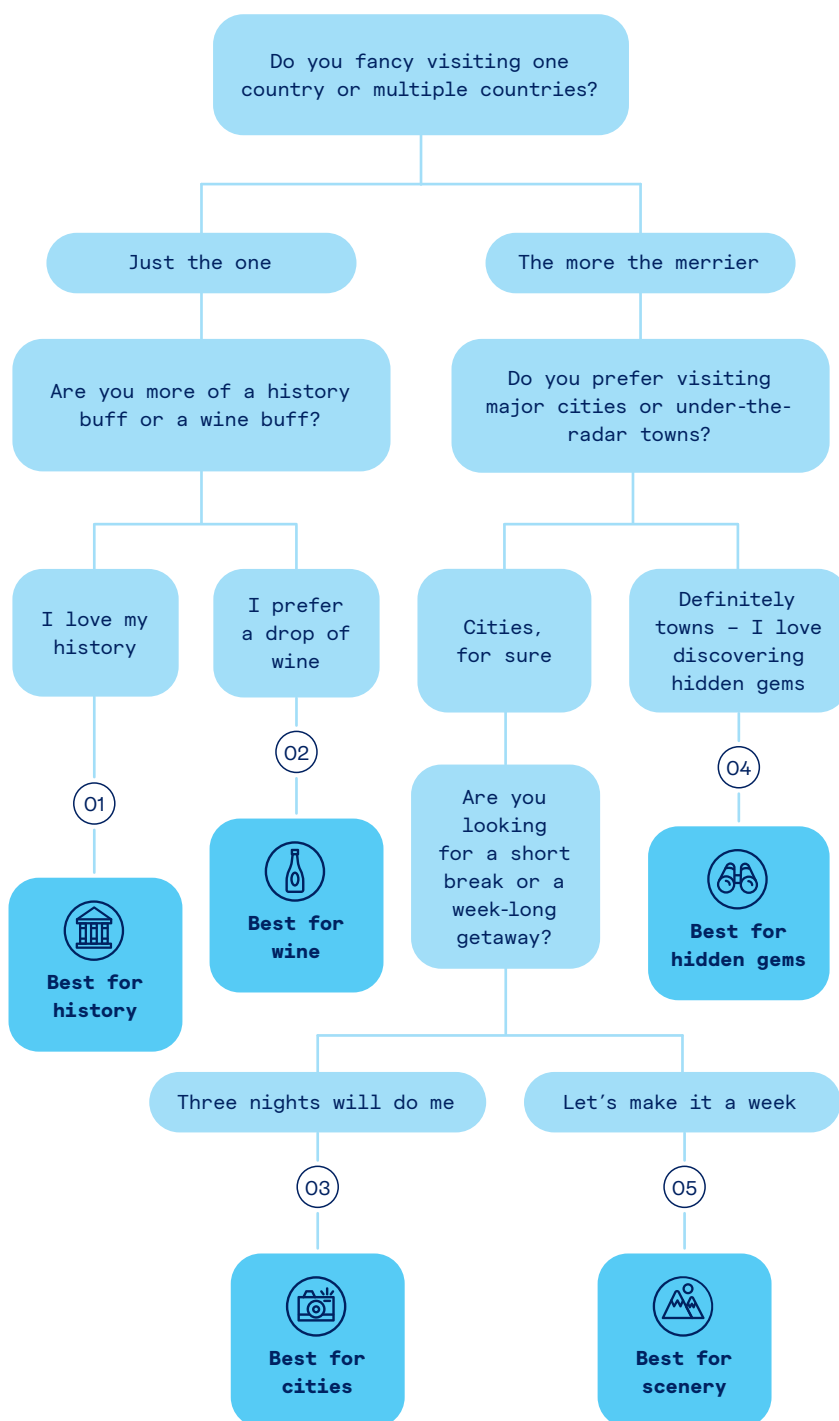 Do you fancy visiting one
country or multiple countries?
Just the one
The more the merrier
Are you more of a history
buff or a wine buff?
Do you prefer visiting
major cities or under-the-
radar towns?
I love my
history
I prefer
a drop of
wine
Cities,
for sure
Definitely
towns – I love
discovering
hidden gems
01
02
04
Are you
looking
for a short
break or a
week-long
getaway?
Best for
history
Best for
wine
Best for
hidden gems
Three nights will do me
Let's make it a week
03
05
Best for
cities
Best for
scenery